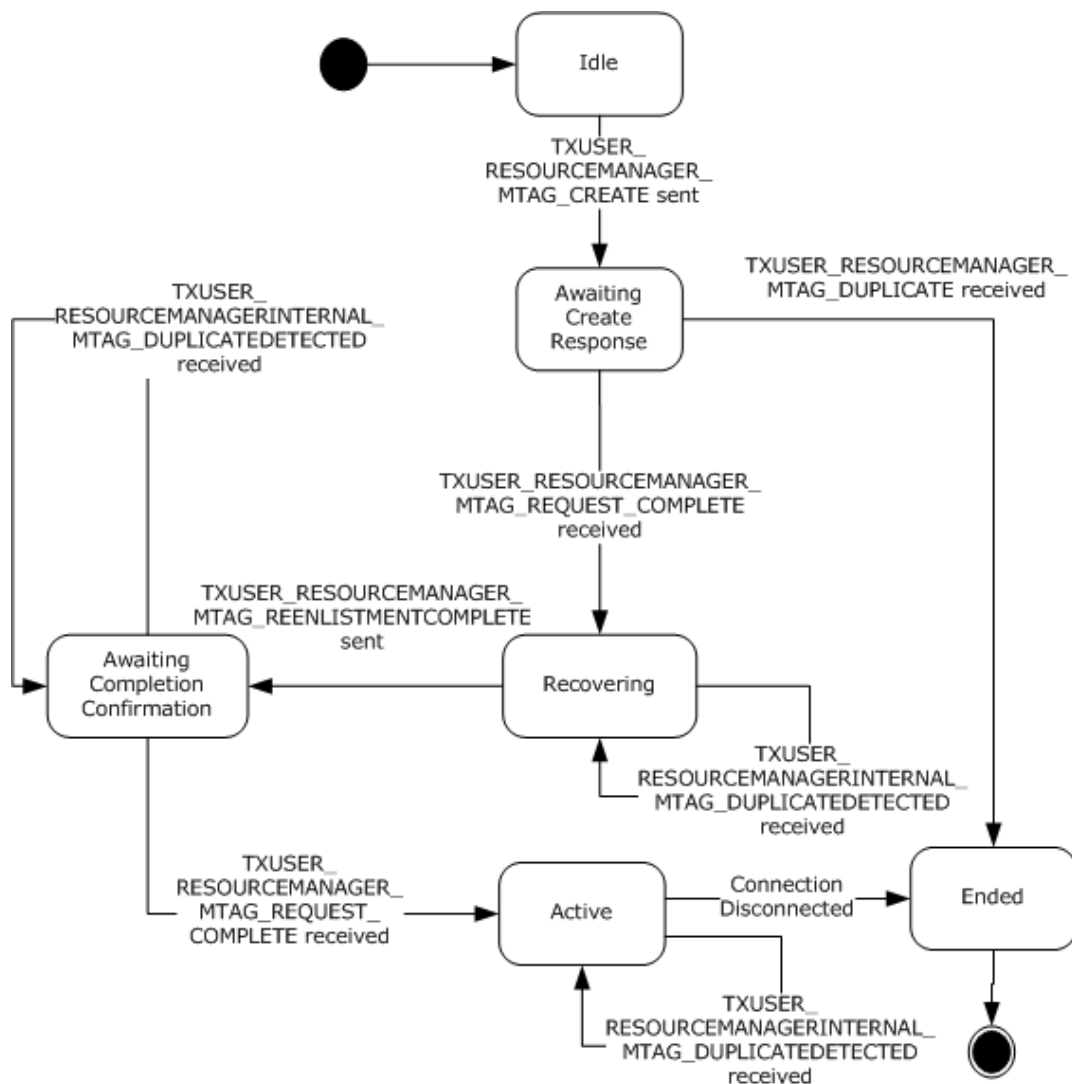 Idle
TXUSER_
RESOURCEMANAGER_
MTAG_CREATE sent
TXUSER_RESOURCEMANAGER_
MTAG_DUPLICATE received
Awaiting
Create
Response
TXUSER_
RESOURCEMANAGERINTERNAL_
MTAG_DUPLICATEDETECTED
received
TXUSER_RESOURCEMANAGER_
MTAG_REQUEST_COMPLETE
received
TXUSER_RESOURCEMANAGER_
MTAG_REENLISTMENTCOMPLETE
sent
Awaiting
Completion
Confirmation
Recovering
TXUSER_
RESOURCEMANAGERINTERNAL_
MTAG_DUPLICATEDETECTED
received
TXUSER_
RESOURCEMANAGER_
MTAG_REQUEST_
COMPLETE received
Active
Connection
Disconnected
Ended
TXUSER_
RESOURCEMANAGERINTERNAL_
MTAG_DUPLICATEDETECTED
received